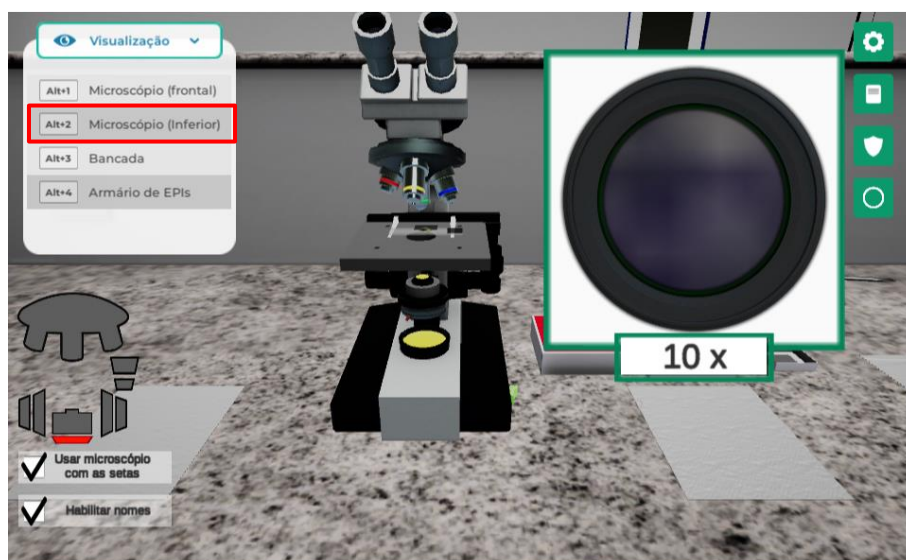 Visualização
Alt+1 Microscópio (frontal)
Alt+2 Microscópio (Inferior)
Alt+3 Bancada
Alt+4 Armário de EPIs
10 x
Usar microscópio
com as setas
Habilitar nomes